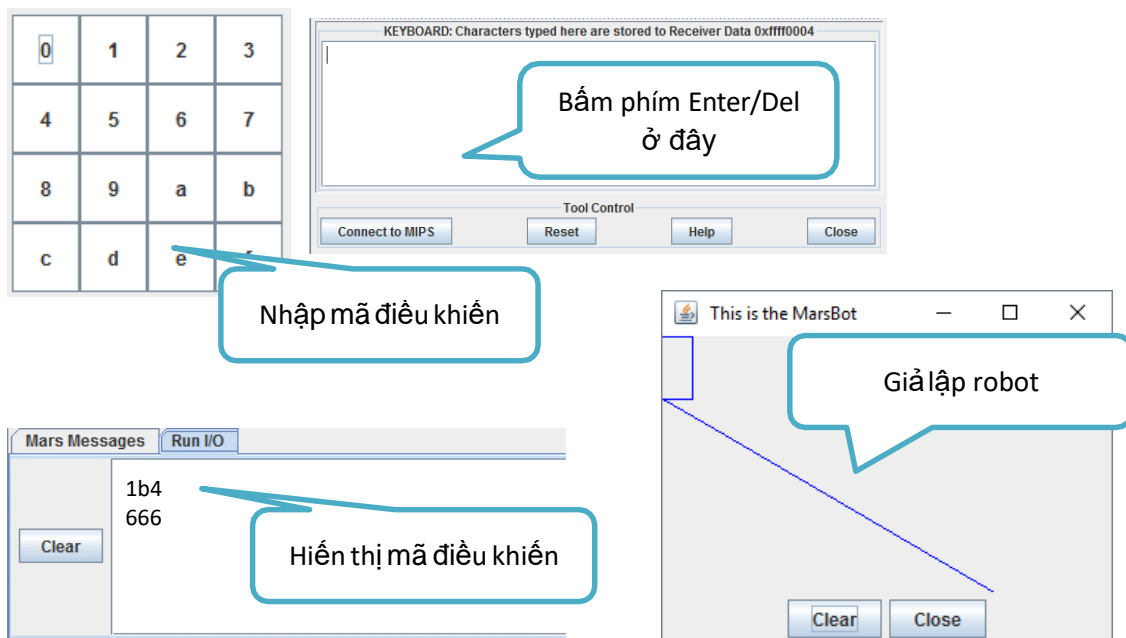 0 1 2 3
4 5 6 7
8 9 a b
c d e
KEYBOARD: Characters typed here are stored to Receiver Data 0xffff0004
Bấm phím Enter/Del
ở đây
Tool Control
Connect to MIPS Reset Help Close
Nhập mã điều khiển
This is the MarsBot
Giả lập robot
Clear Close
Mars Messages Run I/O
1b4
666
Clear
Hiển thị mã điều khiển